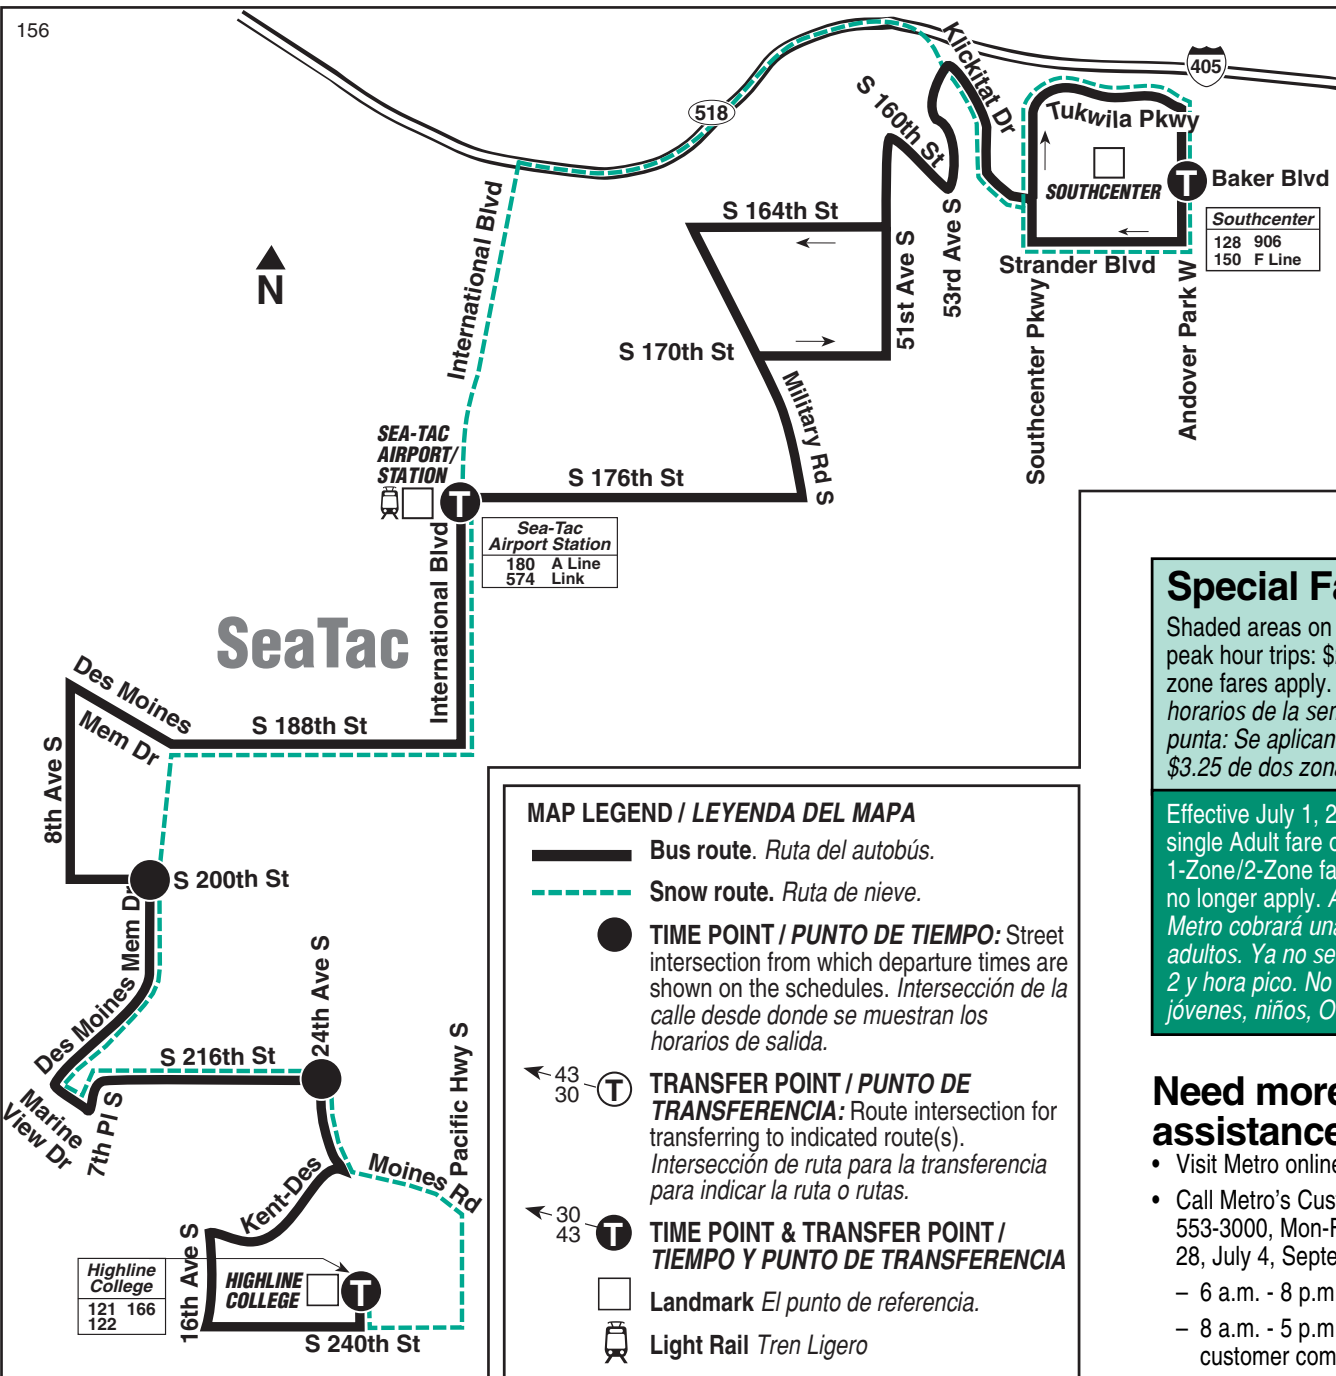 156
Klickitat Dr
405
518
S 160th St
Tukwila Pkwy
SOUTHCENTER
T
Baker Blvd
Southcenter
128 906
150 F Line
International Blvd
S 164th St
51st Ave S
53rd Ave S
Strander Blvd
Southcenter Pkwy
Andover Park W
N
S 170th St
Military Rd S
SEA-TAC
AIRPORT/
STATION
T
S 176th St
Sea-Tac
Airport Station
180 A Line
574 Link
International Blvd
SeaTac
Des Moines
Mem Dr
S 188th St
8th Ave S
S 200th St
Des Moines Mem D
24th Ave S
S 216th St
Marine
View Dr
7th Pl S
Pacific Hwy S
Kent-Des
Moines Rd
16th Ave S
Highline
College
121 166
122
HIGHLINE
COLLEGE
T
S 240th St
MAP LEGEND / LEYENDA DEL MAPA
Bus route. Ruta del autobús.
Snow route. Ruta de nieve.
TIME POINT / PUNTO DE TIEMPO: Street
intersection from which departure times are
shown on the schedules. Intersección de la
calle desde donde se muestran los
horarios de salida.
43
30
T
TRANSFER POINT / PUNTO DE
TRANSFERENCIA: Route intersection for
transferring to indicated route(s).
Intersección de ruta para la transferencia
para indicar la ruta o rutas.
30
43
T
TIME POINT & TRANSFER POINT /
TIEMPO Y PUNTO DE TRANSFERENCIA
Landmark El punto de referencia.
Light Rail Tren Ligero
Special Fa
Shaded areas on
peak hour trips: $
zone fares apply.
horarios de la se
punta: Se aplican
$3.25 de dos zon
Effective July 1, 2
single Adult fare o
1-Zone/2-Zone fa
no longer apply. A
Metro cobrará una
adultos. Ya no se
2 y hora pico. No
jóvenes, niños, O
Need more
assistance
• Visit Metro online
• Call Metro's Cus
553-3000, Mon-F
28, July 4, Septe
– 6 a.m. - 8 p.m
– 8 a.m. - 5 p.m
customer com